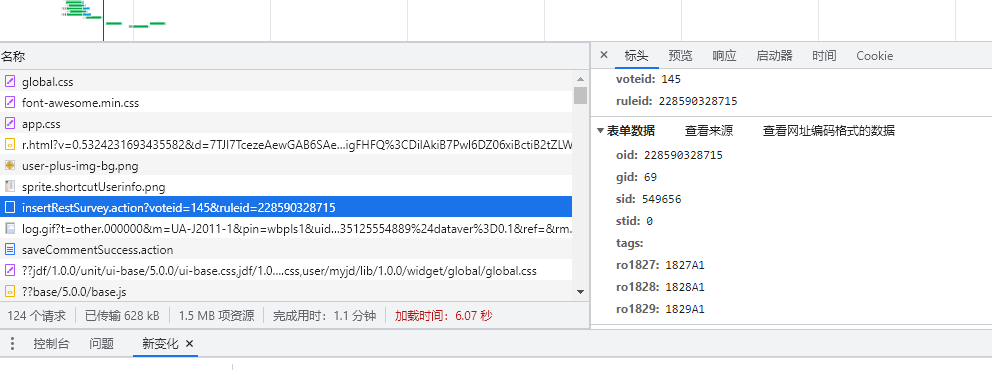 名称
global.css
font-awesome.min.css
app.css
r.html?v=0.5324231693435582&d=7TJI7TcezeAewGAB6SAe…igFHFQ%3CDilAkiB7PwI6DZ06xiBctiB2tZLW
user-plus-img-bg.png
sprite.shortcutUserinfo.png
insertRestSurvey.action?voteid=145&ruleid=228590328715
log.gif?t=other.000000&m=UA-J2011-1&pin=wbpls1&uid…35125554889%24dataver%3D0.1&ref=&rm.
saveCommentSuccess.action
??jdf/1.0.0/unit/ui-base/5.0.0/ui-base.css,jdf/1.0.…css,user/myjd/lib/1.0.0/widget/global/global.css
??base/5.0.0/base.js
124 个请求 已传输 628 kB 1.5 MB 项资源 完成用时：1.1 分钟 加载时间：6.07 秒
× 标头 预览 响应 启动器 时间 Cookie
voteid: 145
ruleid: 228590328715
▼表单数据 查看来源 查看网址编码格式的数据
oid: 228590328715
gid: 69
sid: 549656
stid: 0
tags:
ro1827: 1827A1
ro1828: 1828A1
ro1829: 1829A1
控制台 问题 新变化 ×